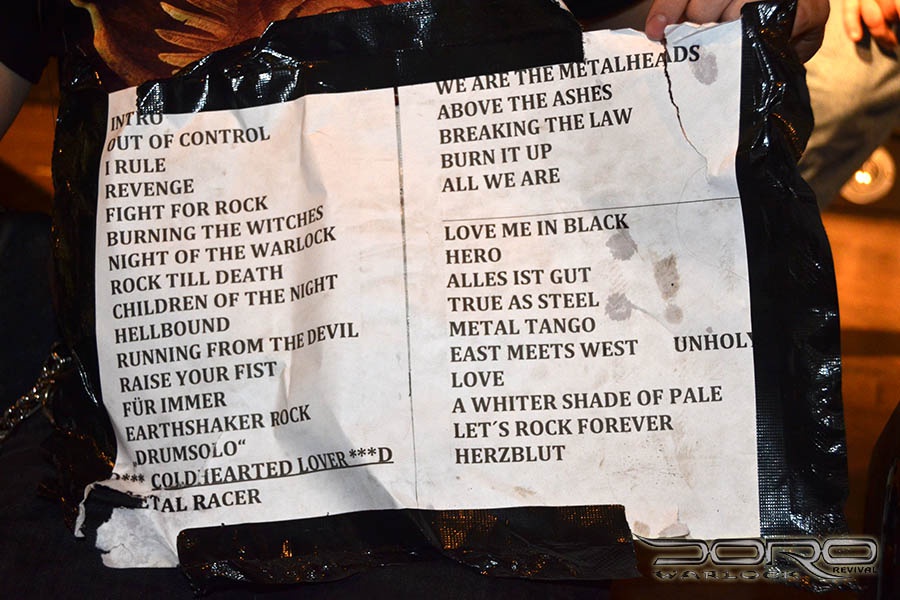 INTRO
OUT OF CONTROL
I RULE
REVENGE
FIGHT FOR ROCK
BURNING THE WITCHES
NIGHT OF THE WARLOCK
ROCK TILL DEATH
CHILDREN OF THE NIGHT
HELLBOUND
RUNNING FROM THE DEVIL
RAISE YOUR FIST
FÜR IMMER
EARTHSHAKER ROCK
„DRUMSOLO“
*** COLDHEARTED LOVER ***D
METAL RACER
WE ARE THE METALHEADS
ABOVE THE ASHES
BREAKING THE LAW
BURN IT UP
ALL WE ARE
LOVE ME IN BLACK
HERO
ALLES IST GUT
TRUE AS STEEL
METAL TANGO
EAST MEETS WEST UNHOLY
LOVE
A WHITER SHADE OF PALE
LET´S ROCK FOREVER
HERZBLUT
DORO
WARLOCK REVIVAL